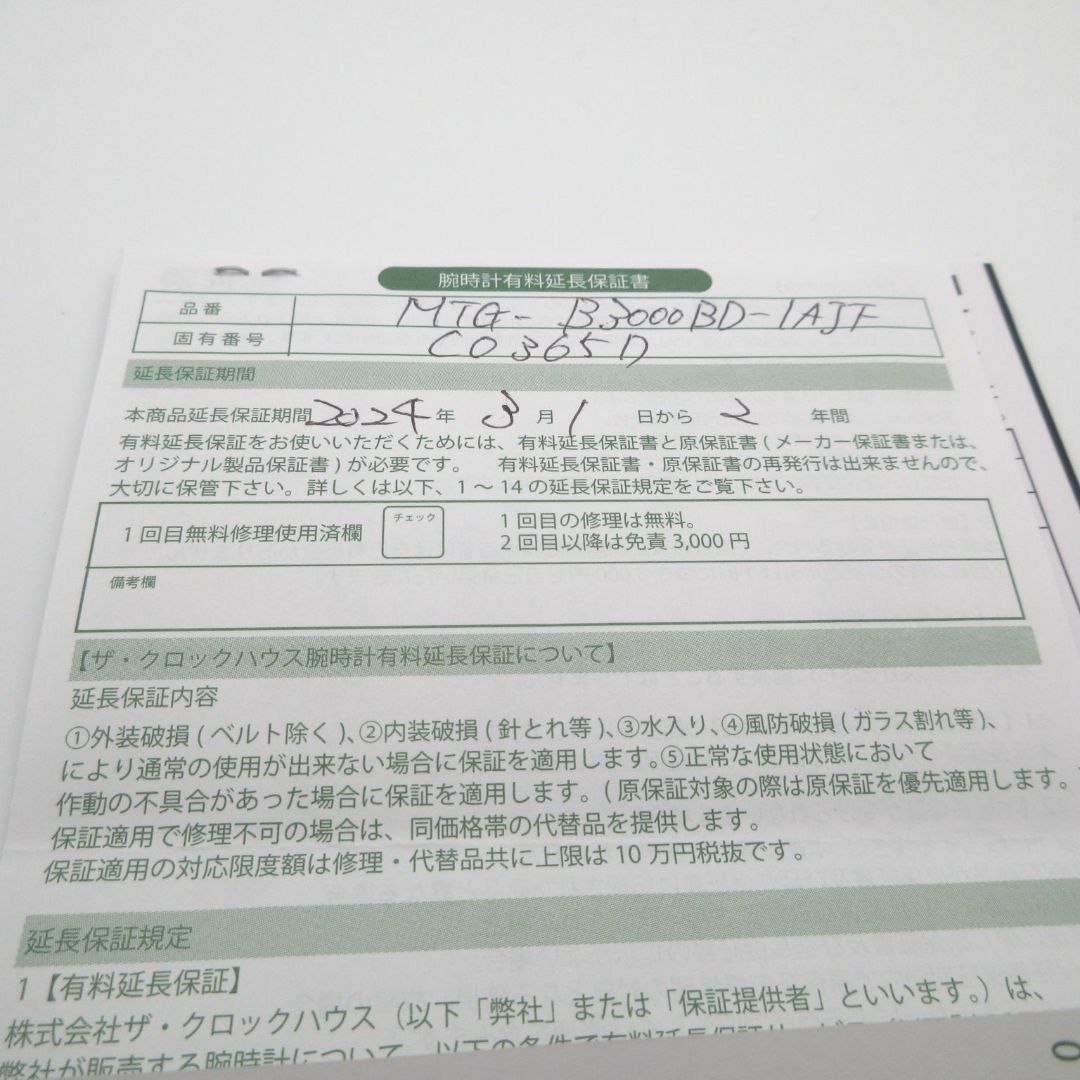 腕時計有料延長保証書
品番 MTG-B3000BD-1AJF
固有番号 CO365D
延長保証期間
本商品延長保証期間2024年 3月1 日から 2 年間
有料延長保証をお使いいただくためには、有料延長保証書と原保証書(メーカー保証書または、
オリジナル製品保証書)が必要です。 有料延長保証書・原保証書の再発行は出来ませんので、
大切に保管下さい。詳しくは以下、1～14の延長保証規定をご覧下さい。
1回目無料修理使用済欄 チェック 1回目の修理は無料。
2回目以降は免責3,000円
備考欄
【ザ・クロックハウス腕時計有料延長保証について】
延長保証内容
①外装破損(ベルト除く)、②内装破損(針とれ等)、③水入り、④風防破損(ガラス割れ等)、
により通常の使用が出来ない場合に保証を適用します。⑤正常な使用状態において
作動の不具合があった場合に保証を適用します。(原保証対象の際は原保証を優先適用します。
保証適用で修理不可の場合は、同価格帯の代替品を提供します。
保証適用の対応限度額は修理・代替品共に上限は10万円税抜です。
延長保証規定
1【有料延長保証】
株式会社ザ・クロックハウス（以下「弊社」または「保証提供者」といいます。）は、
弊社が販売する腕時計について、以下の条件で有料延長保証